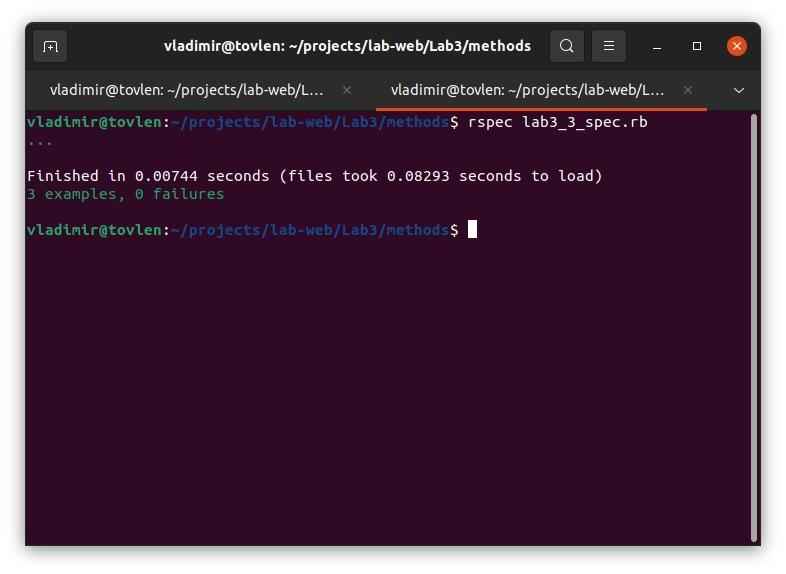 vladimir@tovlen: ~/projects/lab-web/Lab3/methods
vladimir@tovlen: ~/projects/lab-web/L...
vladimir@tovlen: ~/projects/lab-web/L...
vladimir@tovlen:~/projects/lab-web/Lab3/methods$ rspec lab3_3_spec.rb
...
Finished in 0.00744 seconds (files took 0.08293 seconds to load)
3 examples, 0 failures
vladimir@tovlen:~/projects/lab-web/Lab3/methods$